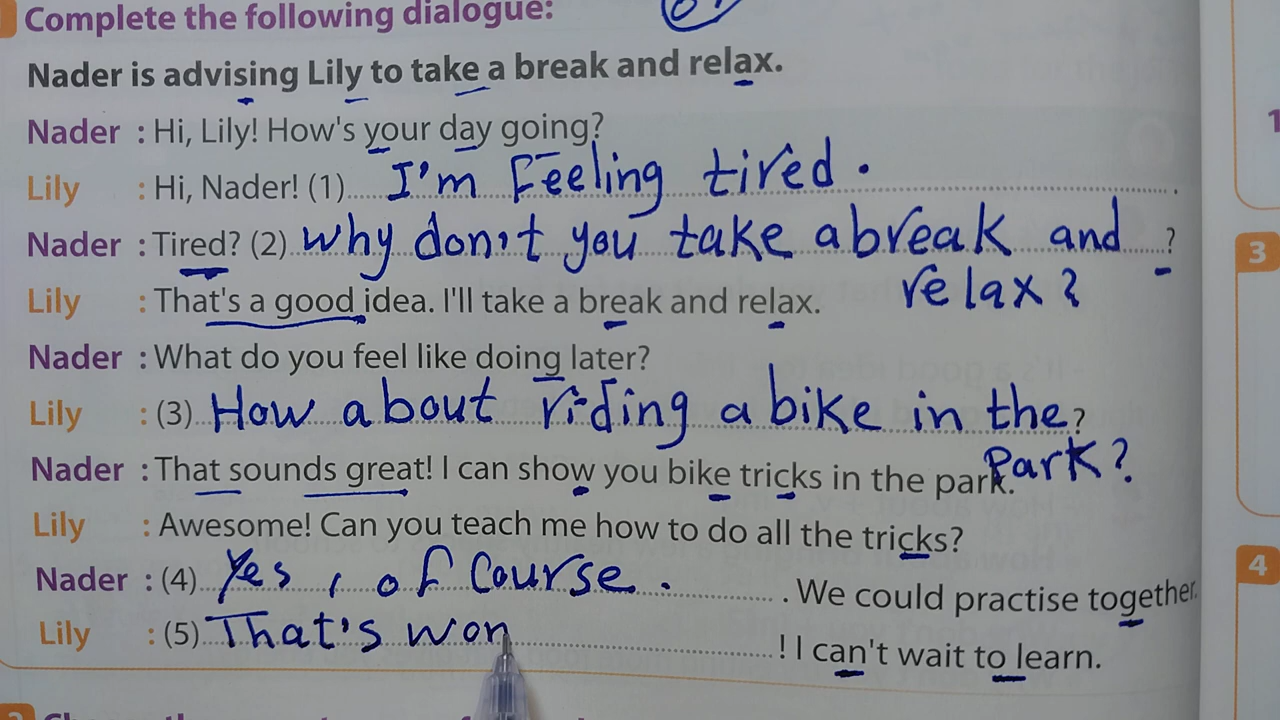 Complete the following dialogue:
Nader is advising Lily to take a break and relax.
Nader : Hi, Lily! How's your day going?
Lily : Hi, Nader! (1) I'm feeling tired. .
Nader : Tired? (2) why don't you take a break and ?
relax?
Lily : That's a good idea. I'll take a break and relax.
Nader : What do you feel like doing later?
Lily : (3) How about riding a bike in the ?
Park?
Nader : That sounds great! I can show you bike tricks in the park.
Lily : Awesome! Can you teach me how to do all the tricks?
Nader : (4) Yes, of course. . We could practise together.
Lily : (5) That's won ! I can't wait to learn.
1
3
4